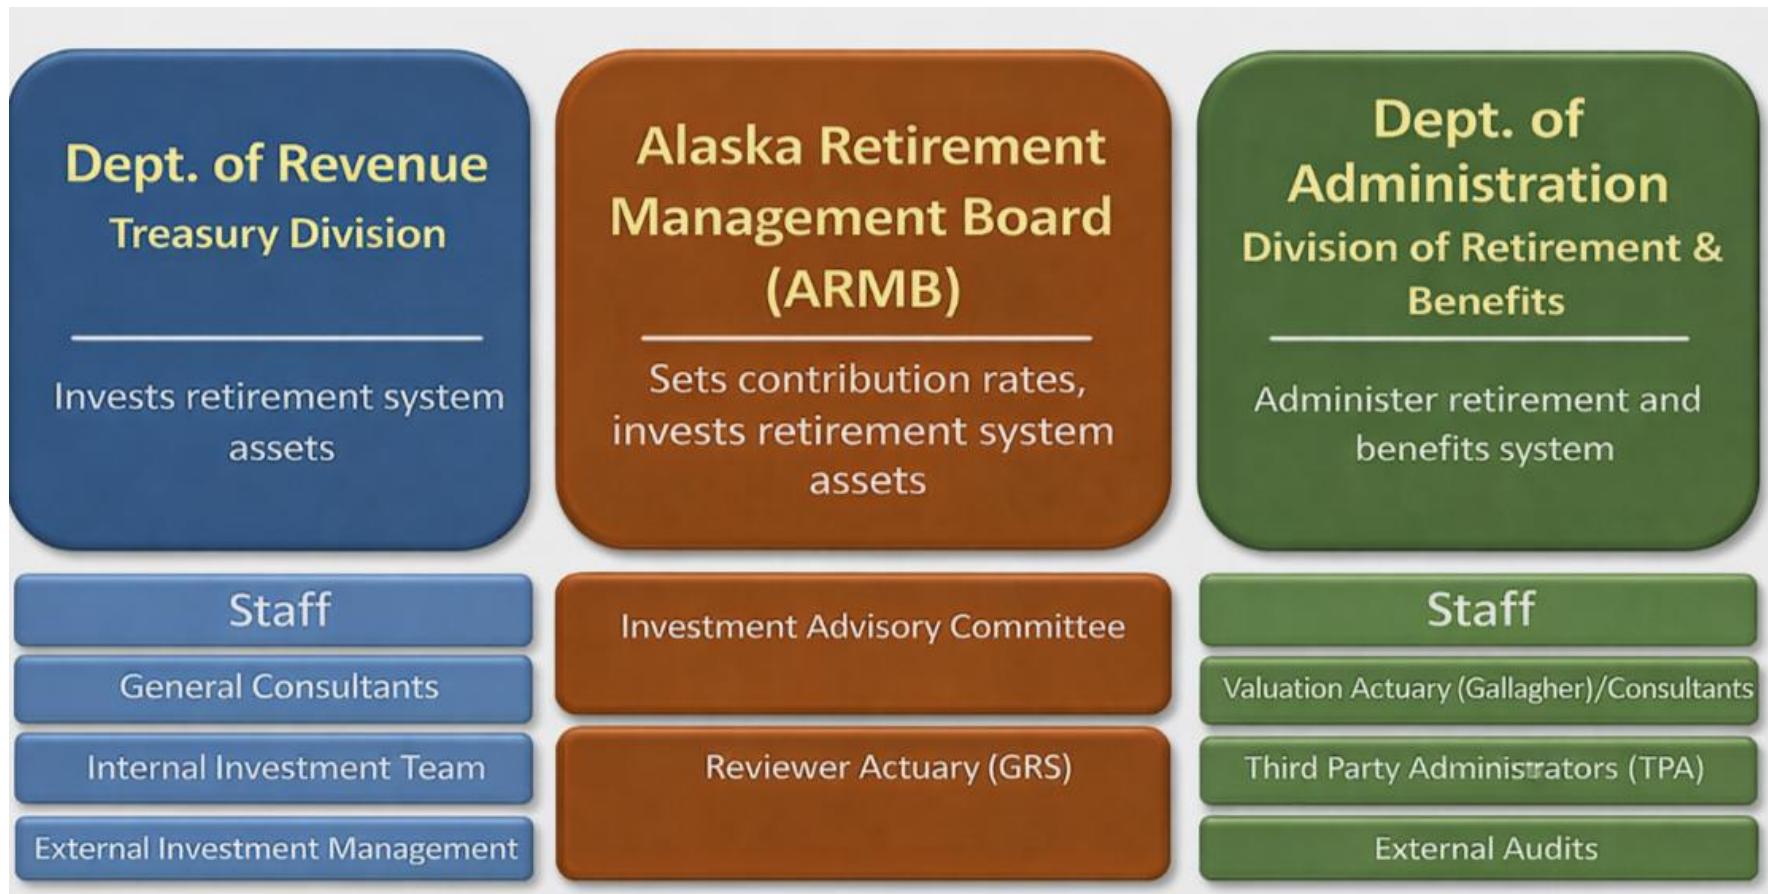 Dept. of Revenue
Treasury Division
Invests retirement system
assets
Staff
General Consultants
Internal Investment Team
External Investment Management
Alaska Retirement
Management Board
(ARMB)
Sets contribution rates,
invests retirement system
assets
Investment Advisory Committee
Reviewer Actuary (GRS)
Dept. of
Administration
Division of Retirement &
Benefits
Administer retirement and
benefits system
Staff
Valuation Actuary (Gallagher)/Consultants
Third Party Administrators (TPA)
External Audits